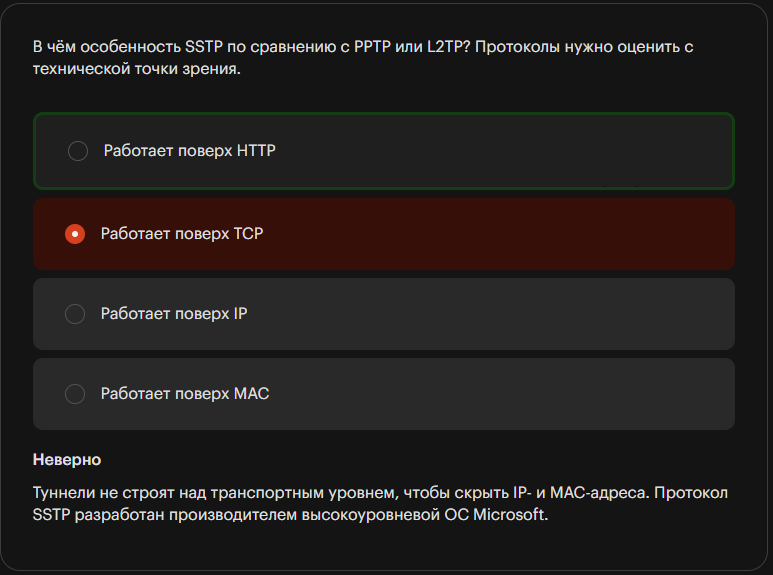 В чём особенность SSTP по сравнению с PPTP или L2TP? Протоколы нужно оценить с
технической точки зрения.
Работает поверх HTTP
Работает поверх TCP
Работает поверх IP
Работает поверх MAC
Неверно
Туннели не строят над транспортным уровнем, чтобы скрыть IP- и MAC-адреса. Протокол
SSTP разработан производителем высокоуровневой ОС Microsoft.